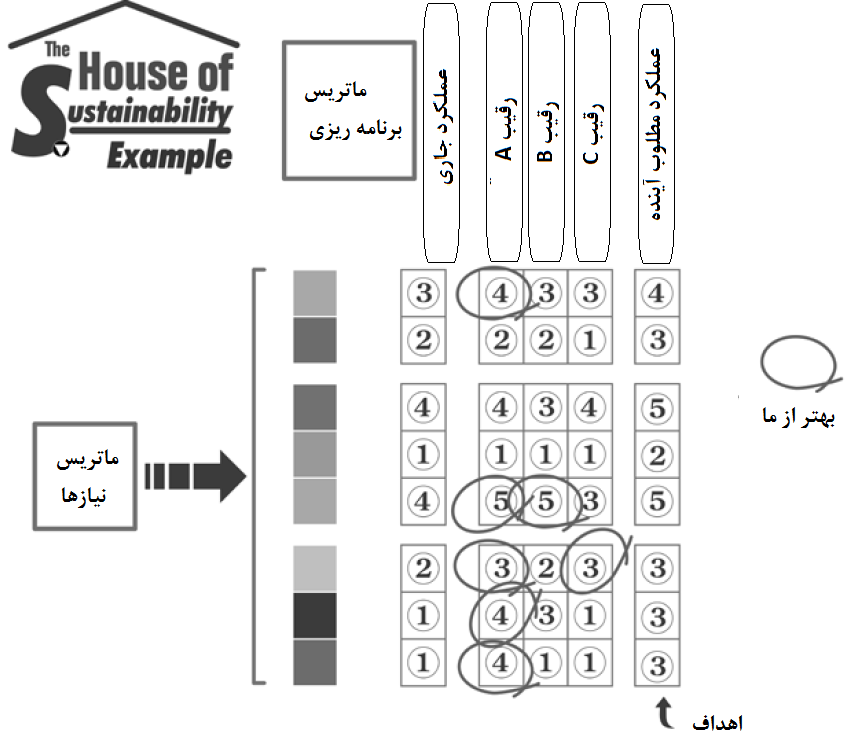 The
House of
Sustainability
Example
ماتریس
برنامه ریزی
عملکرد جاری
رقیب A
رقیب B
رقیب C
عملکرد مطلوب آینده
3 4 3 3 4
2 2 2 1 3
4 4 3 4 5
1 1 1 1 2
4 5 5 3 5
2 3 2 3 3
1 4 3 1 3
1 4 1 1 3
بهتر از ما
ماتریس
نیازها
اهداف